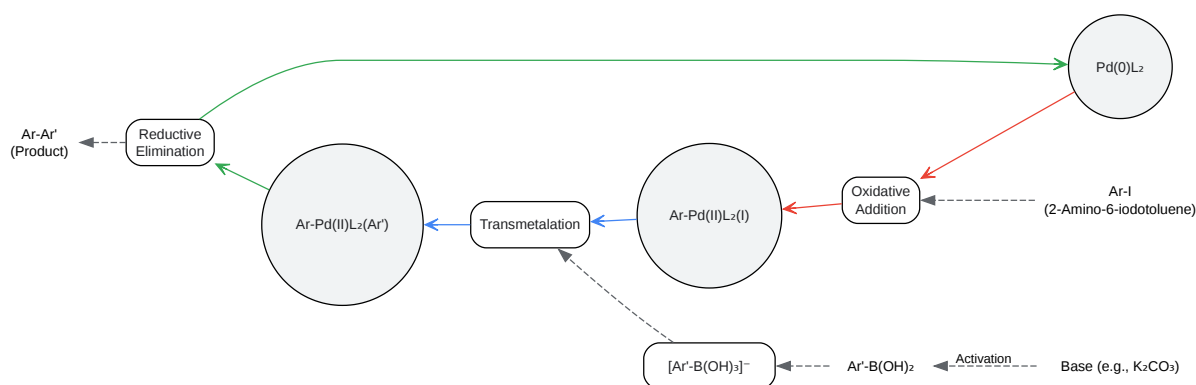 Pd(0)L₂
Ar-Ar'
(Product)
Reductive
Elimination
Ar-Pd(II)L₂(Ar')
Transmetalation
Ar-Pd(II)L₂(I)
Oxidative
Addition
Ar-I
(2-Amino-6-iodotoluene)
[Ar'-B(OH)₃]⁻
Ar'-B(OH)₂
Activation
Base (e.g., K₂CO₃)